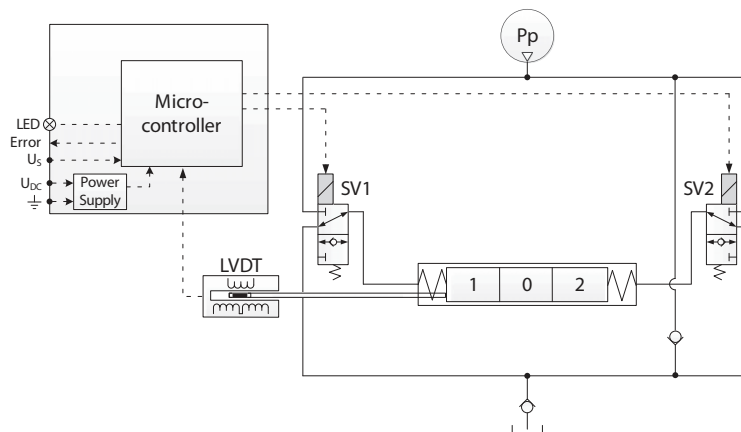 Pp
Micro-
controller
LED
Error
Us
UDC
Power
Supply
SV1
SV2
LVDT
1 0 2